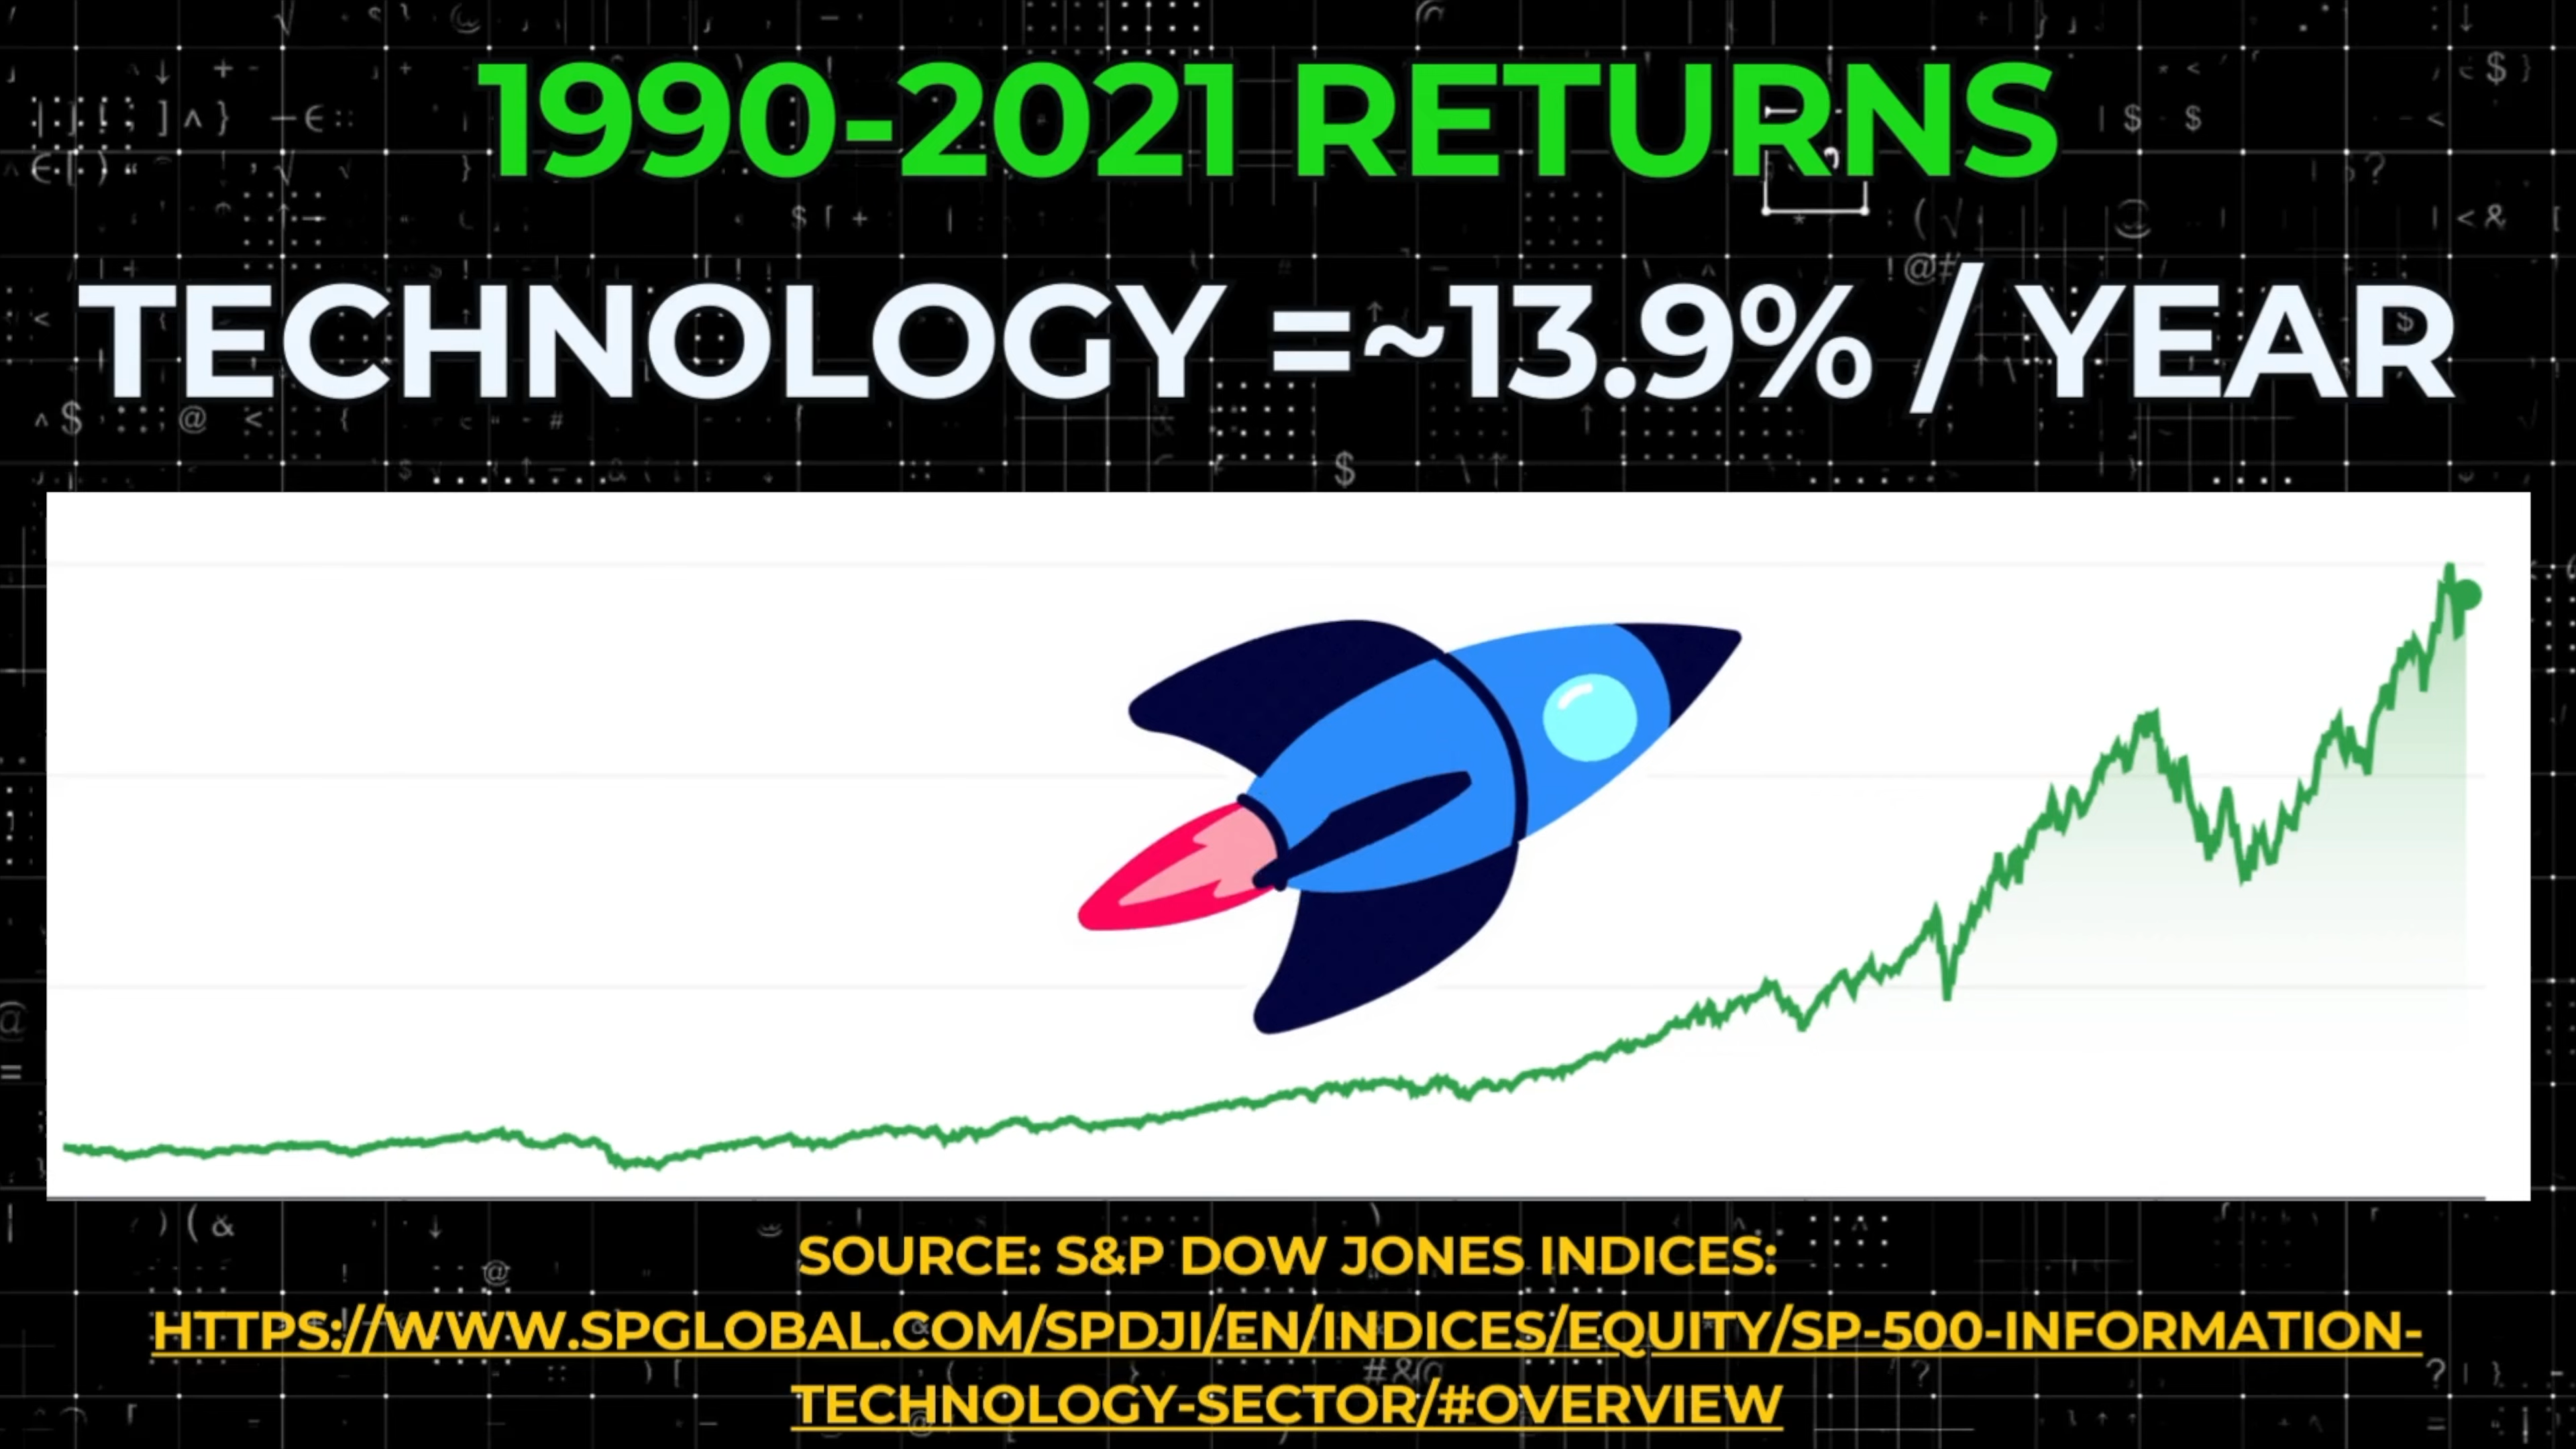 1990-2021 RETURNS
TECHNOLOGY =~13.9% / YEAR
SOURCE: S&P DOW JONES INDICES:
HTTPS://WWW.SPGLOBAL.COM/SPDJI/EN/INDICES/EQUITY/SP-500-INFORMATION-
TECHNOLOGY-SECTOR/#OVERVIEW